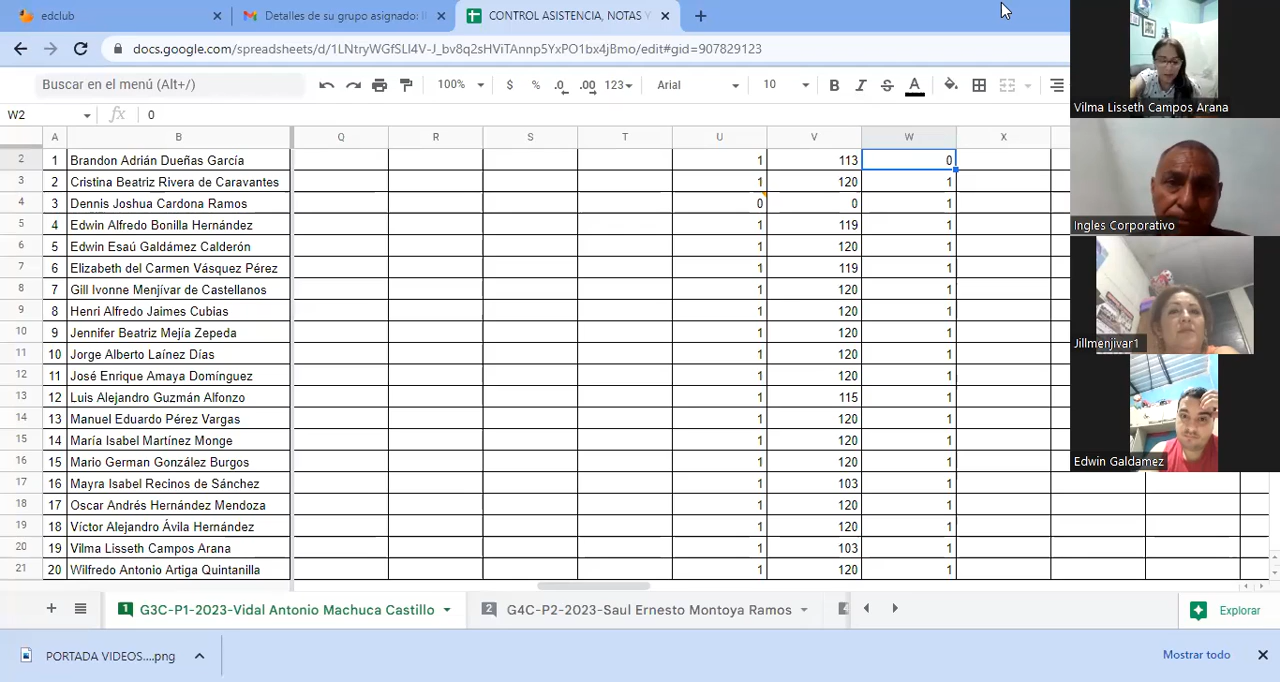 edclub
Detalles de su grupo asignado: I
CONTROL ASISTENCIA, NOTAS Y
docs.google.com/spreadsheets/d/1LNtryWGfSLl4V-J_bv8q2sHViTAnnpSYxPO1bx4jBmo/edit#gid=907829123
Buscar en el menú (Alt+/)
$ % .0 .00 123 Arial 10 B I S A
W2 fx 0
A B Q R S T U V W X
2 1 Brandon Adrián Dueñas García 1 113 0
3 2 Cristina Beatriz Rivera de Caravantes 1 120 1
4 3 Dennis Joshua Cardona Ramos 0 0 1
5 4 Edwin Alfredo Bonilla Hernández 1 119 1
6 5 Edwin Esaú Galdámez Calderón 1 120 1
7 6 Elizabeth del Carmen Vásquez Pérez 1 119 1
8 7 Gill Ivonne Menjívar de Castellanos 1 120 1
9 8 Henri Alfredo Jaimes Cubias 1 120 1
10 9 Jennifer Beatriz Mejía Zepeda 1 120 1
11 10 Jorge Alberto Laínez Días 1 120 1
12 11 José Enrique Amaya Domínguez 1 120 1
13 12 Luis Alejandro Guzmán Alfonzo 1 115 1
14 13 Manuel Eduardo Pérez Vargas 1 120 1
15 14 María Isabel Martínez Monge 1 120 1
16 15 Mario German González Burgos 1 120 1
17 16 Mayra Isabel Recinos de Sánchez 1 103 1
18 17 Oscar Andrés Hernández Mendoza 1 120 1
19 18 Víctor Alejandro Ávila Hernández 1 120 1
20 19 Vilma Lisseth Campos Arana 1 103 1
21 20 Wilfredo Antonio Artiga Quintanilla 1 120 1
1 G3C-P1-2023-Vidal Antonio Machuca Castillo
2 G4C-P2-2023-Saul Ernesto Montoya Ramos
Explorar
PORTADA VIDEOS....png
Mostrar todo
Vilma Lisseth Campos Arana
Ingles Corporativo
Jillmenjivar1
Edwin Galdamez